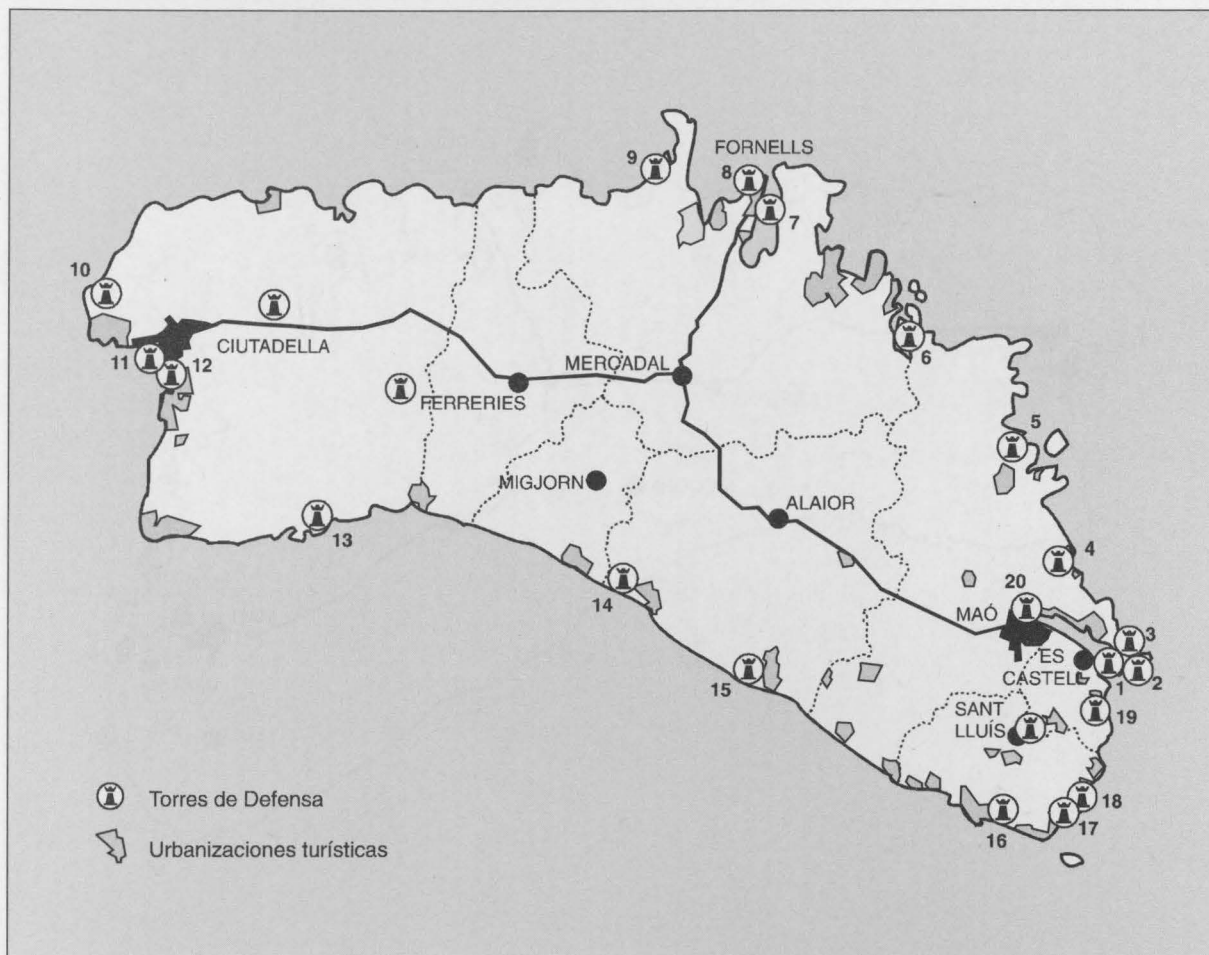 9
FORNELLS
8
7
10
CIUTADELLA
11
12
MERCADAL
6
FERRERIES
5
MIGJORN
ALAIOR
13
4
14
20
MAÓ
3
ES
CASTELL
1
2
15
SANT
LLUÍS
19
18
16
17
Torres de Defensa
Urbanizaciones turísticas